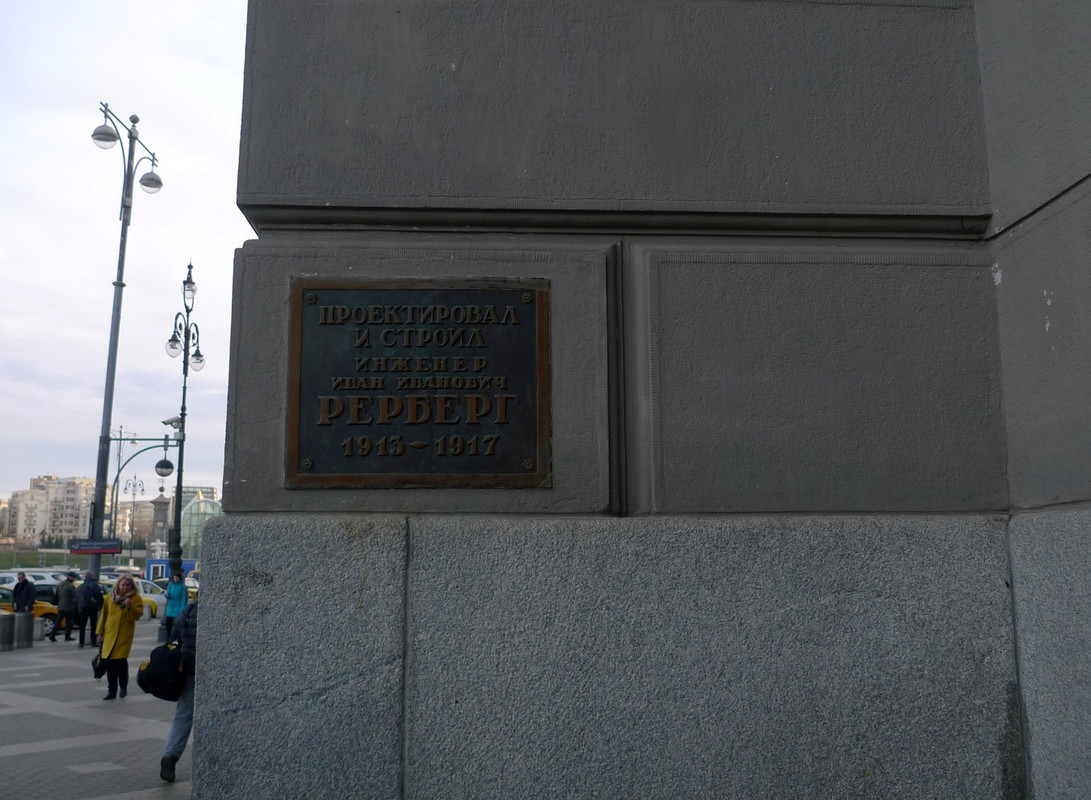 ПРОЕКТИРОВАЛ
И СТРОИЛ
ИНЖЕНЕР
ИВАН ИВАНОВИЧ
РЕРБЕРГ
1913-1917